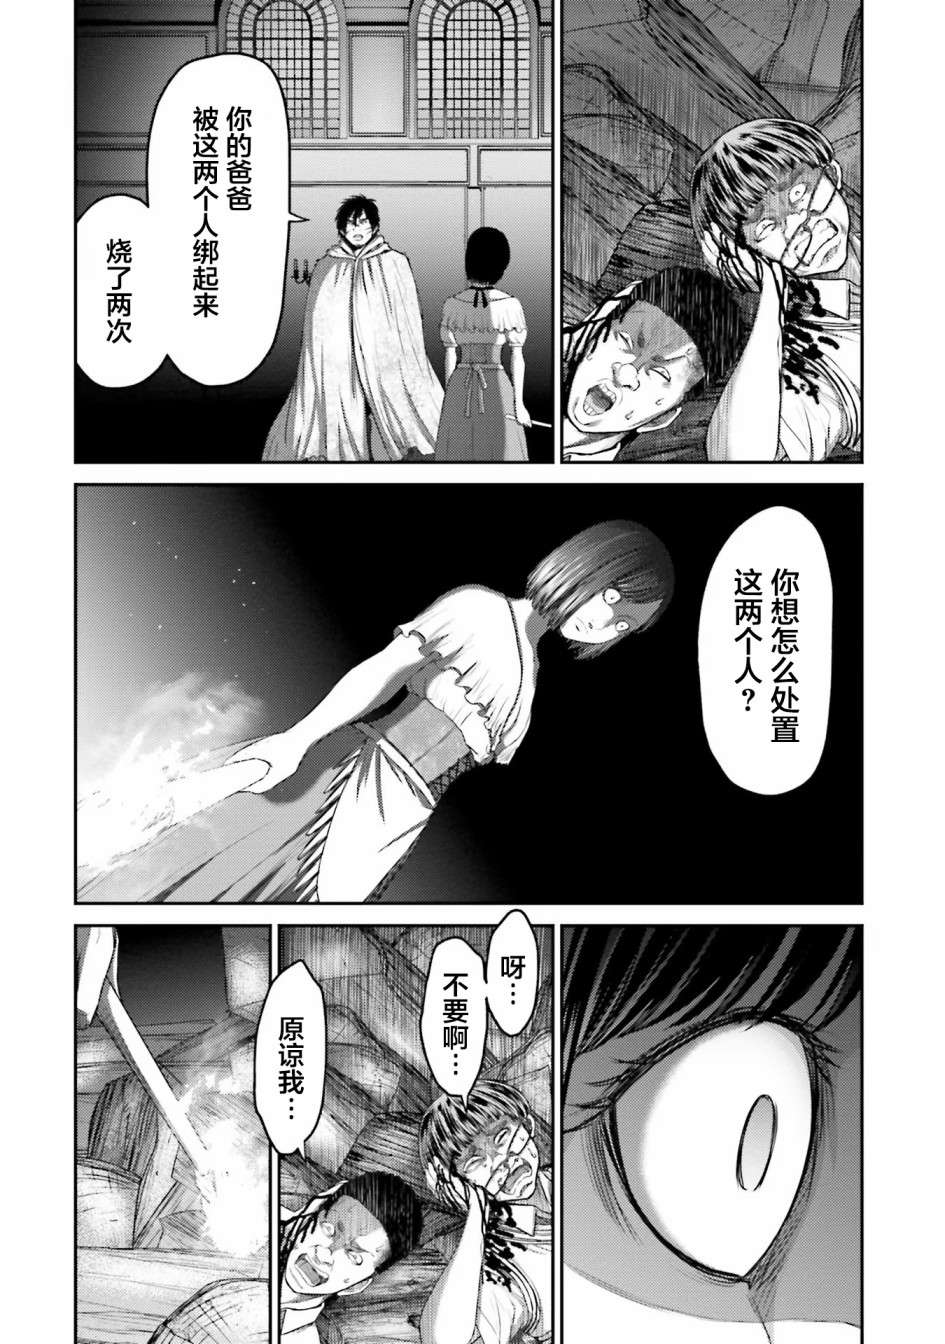 你的爸爸
被这两个人绑起来
烧了两次
你想怎么处置
这两个人?
呀…
不要啊…
原谅我…